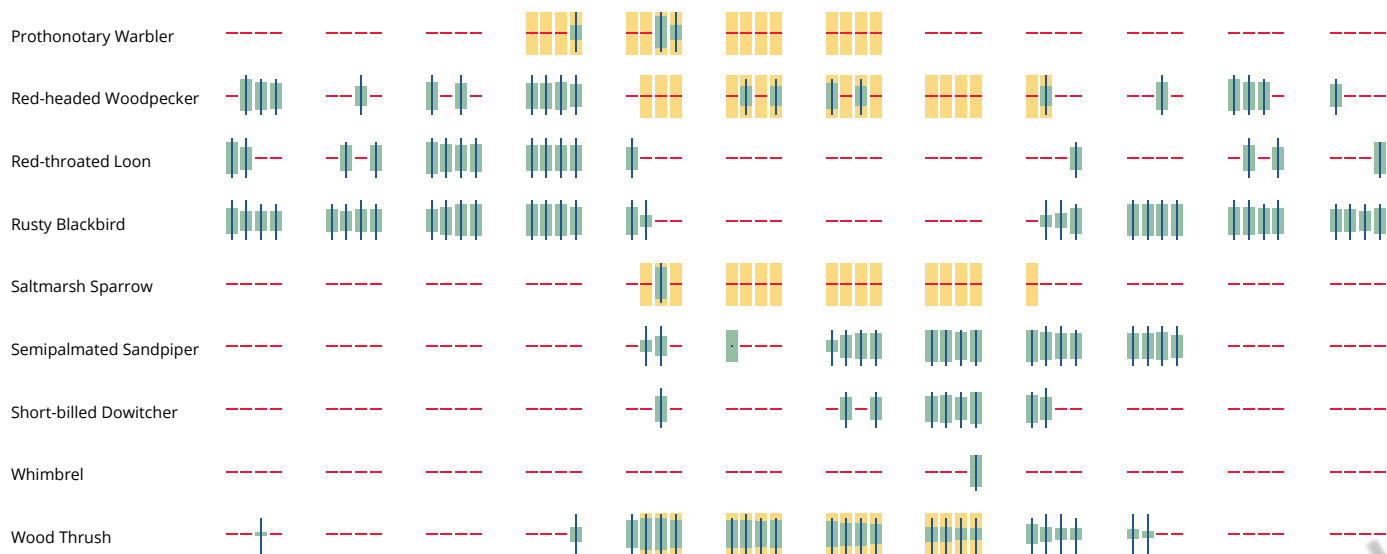 Prothonotary Warbler
Red-headed Woodpecker
Red-throated Loon
Rusty Blackbird
Saltmarsh Sparrow
Semipalmated Sandpiper
Short-billed Dowitcher
Whimbrel
Wood Thrush